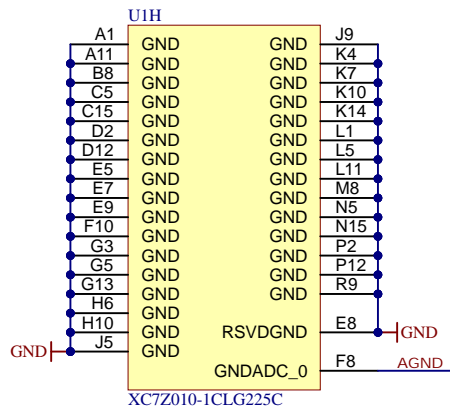 U1H
A1 GND GND J9
A11 GND GND K4
B8 GND GND K7
C5 GND GND K10
C15 GND GND K14
D2 GND GND L1
D12 GND GND L5
E5 GND GND L11
E7 GND GND M8
E9 GND GND N5
F10 GND GND N15
G3 GND GND P2
G5 GND GND P12
G13 GND GND R9
H6 GND
H10 GND RSVDGND E8 GND
GND J5 GND
GNDADC_0 F8 AGND
XC7Z010-1CLG225C